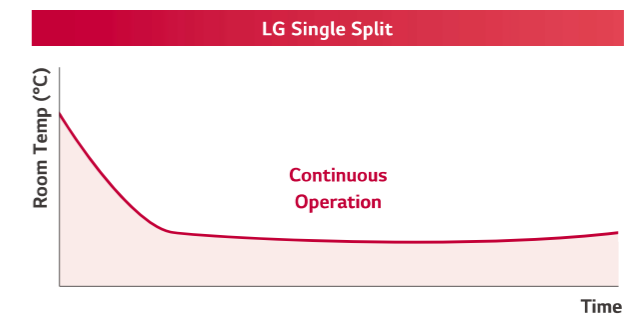 LG Single Split
Room Temp (°C)
Continuous
Operation
Time